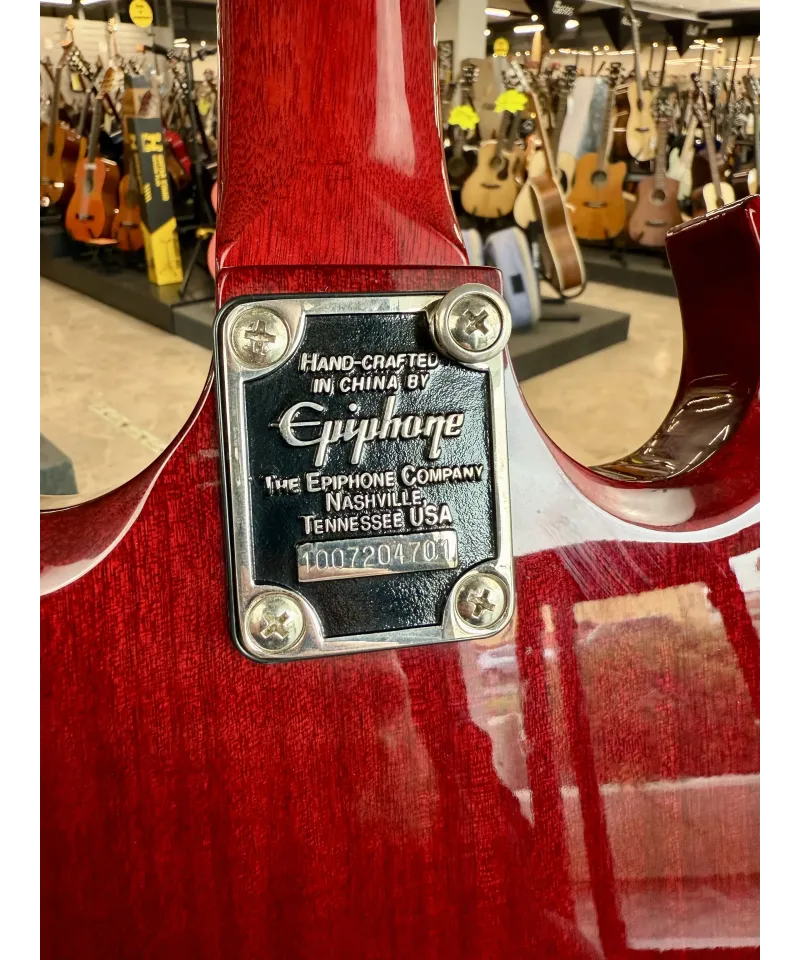 HAND-CRAFTED
IN CHINA BY
Epiphone
THE EPIPHONE COMPANY
NASHVILLE,
TENNESSEE USA
1007204701